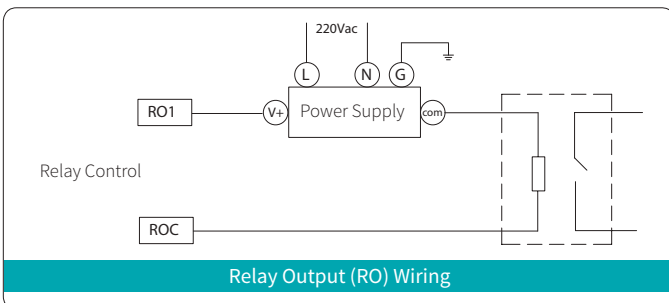 220Vac
L
N
G
RO1
V+
Power Supply
com
Relay Control
ROC
Relay Output (RO) Wiring